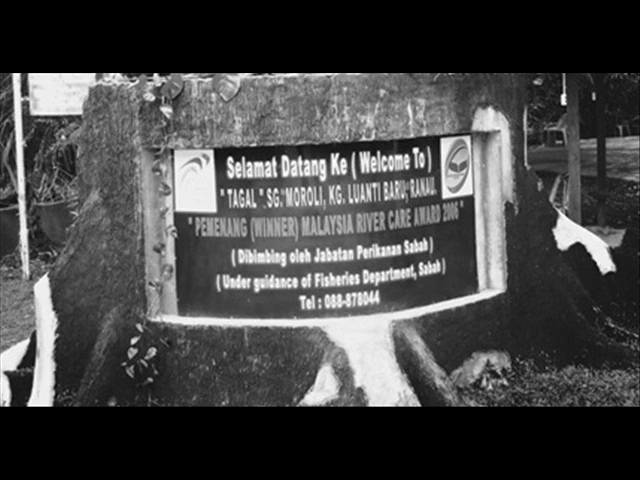 Selamat Datang Ke ( Welcome To )
" TAGAL " SG. MOROLI, KG. LUANTI BARU, RANAU.
" PEMENANG (WINNER) MALAYSIA RIVER CARE AWARD 2006 "
( Dibimbing oleh Jabatan Perikanan Sabah )
( Under guidance of Fisheries Department, Sabah )
Tel : 088-878044